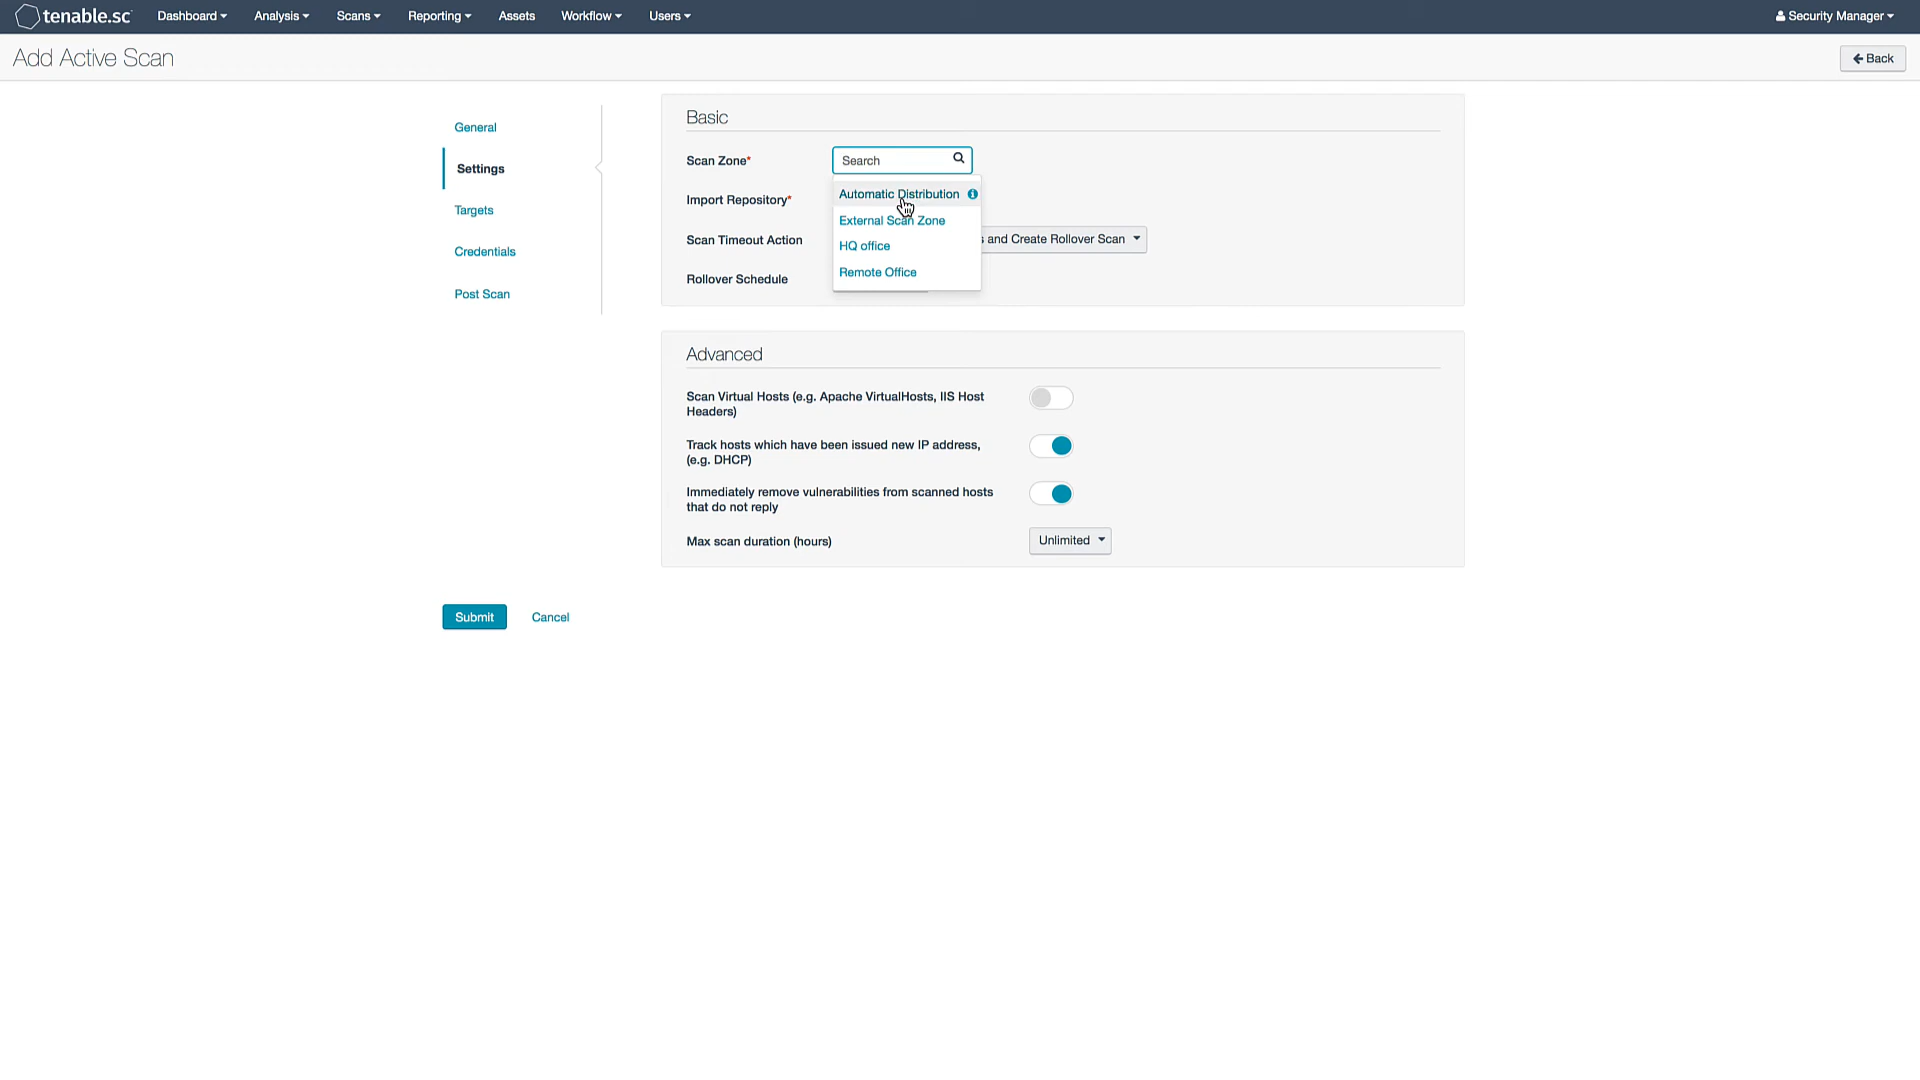 tenable.sc Dashboard Analysis Scans Reporting Assets Workflow Users Security Manager
Add Active Scan
Back
General
Settings
Targets
Credentials
Post Scan
Basic
Scan Zone*
Search
Automatic Distribution
External Scan Zone
HQ office
Remote Office
Import Repository*
Scan Timeout Action
and Create Rollover Scan
Rollover Schedule
Advanced
Scan Virtual Hosts (e.g. Apache VirtualHosts, IIS Host
Headers)
Track hosts which have been issued new IP address,
(e.g. DHCP)
Immediately remove vulnerabilities from scanned hosts
that do not reply
Max scan duration (hours)
Unlimited
Submit
Cancel